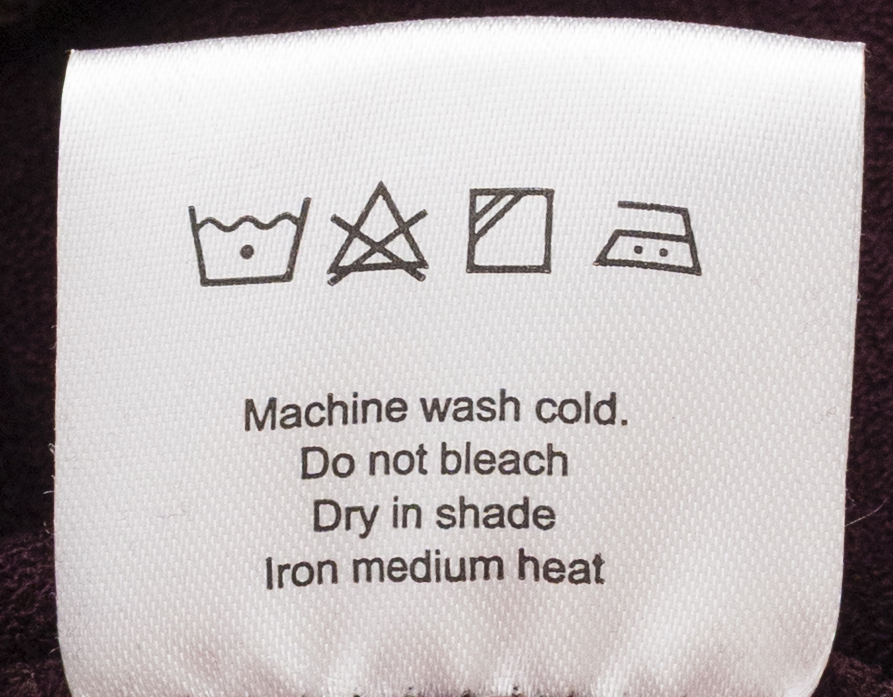 Machine wash cold.
Do not bleach
Dry in shade
Iron medium heat